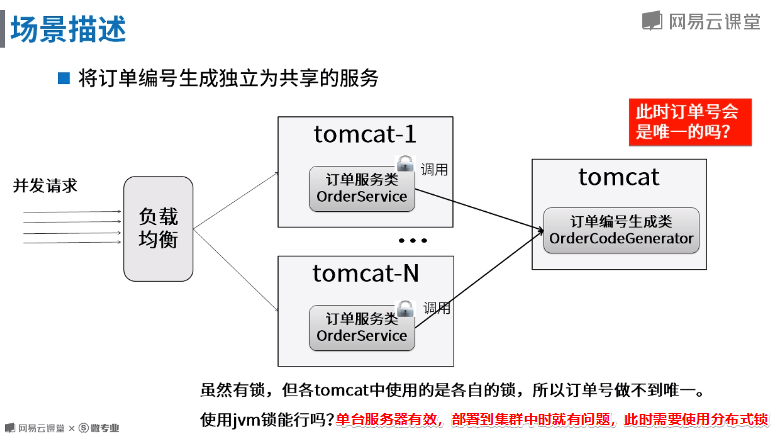 场景描述
网易云课堂
将订单编号生成独立为共享的服务
此时订单号会
是唯一的吗?
tomcat-1
并发请求
订单服务类
OrderService
调用
tomcat
负载
均衡
订单编号生成类
OrderCodeGenerator
...
tomcat-N
订单服务类
OrderService
调用
虽然有锁，但各tomcat中使用的是各自的锁，所以订单号做不到唯一。
使用jvm锁能行吗?单台服务器有效，部署到集群中时就有问题，此时需要使用分布式锁
网易云课堂 × 微专业